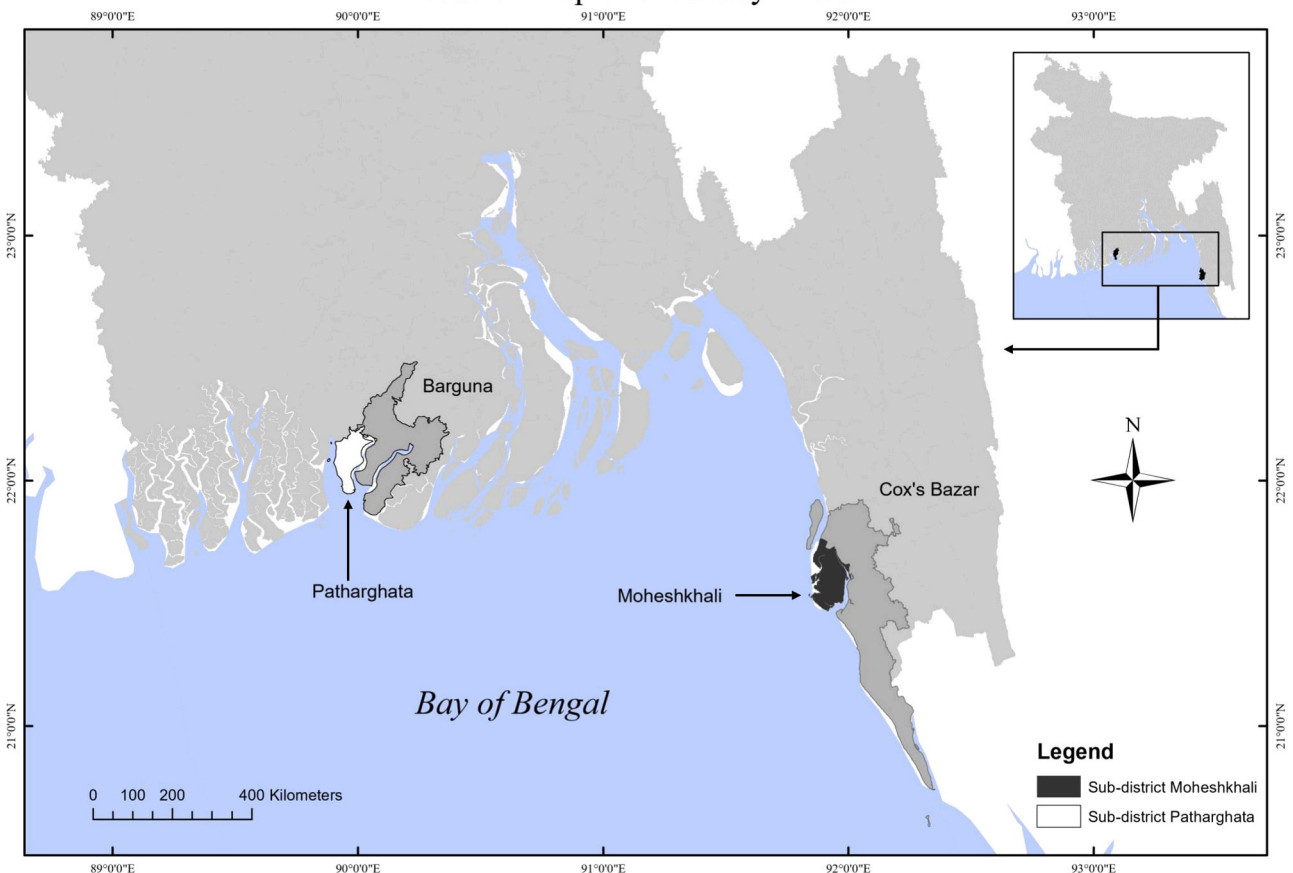 89°0'0"E 90°0'0"E 91°0'0"E 92°0'0"E 93°0'0"E
23°0'0"N 23°0'0"N
Barguna
22°0'0"N 22°0'0"N
N
Cox's Bazar
Patharghata
Moheshkhali
Bay of Bengal
21°0'0"N 21°0'0"N
Legend
Sub-district Moheshkhali
Sub-district Patharghata
0 100 200 400 Kilometers
89°0'0"E 90°0'0"E 91°0'0"E 92°0'0"E 93°0'0"E